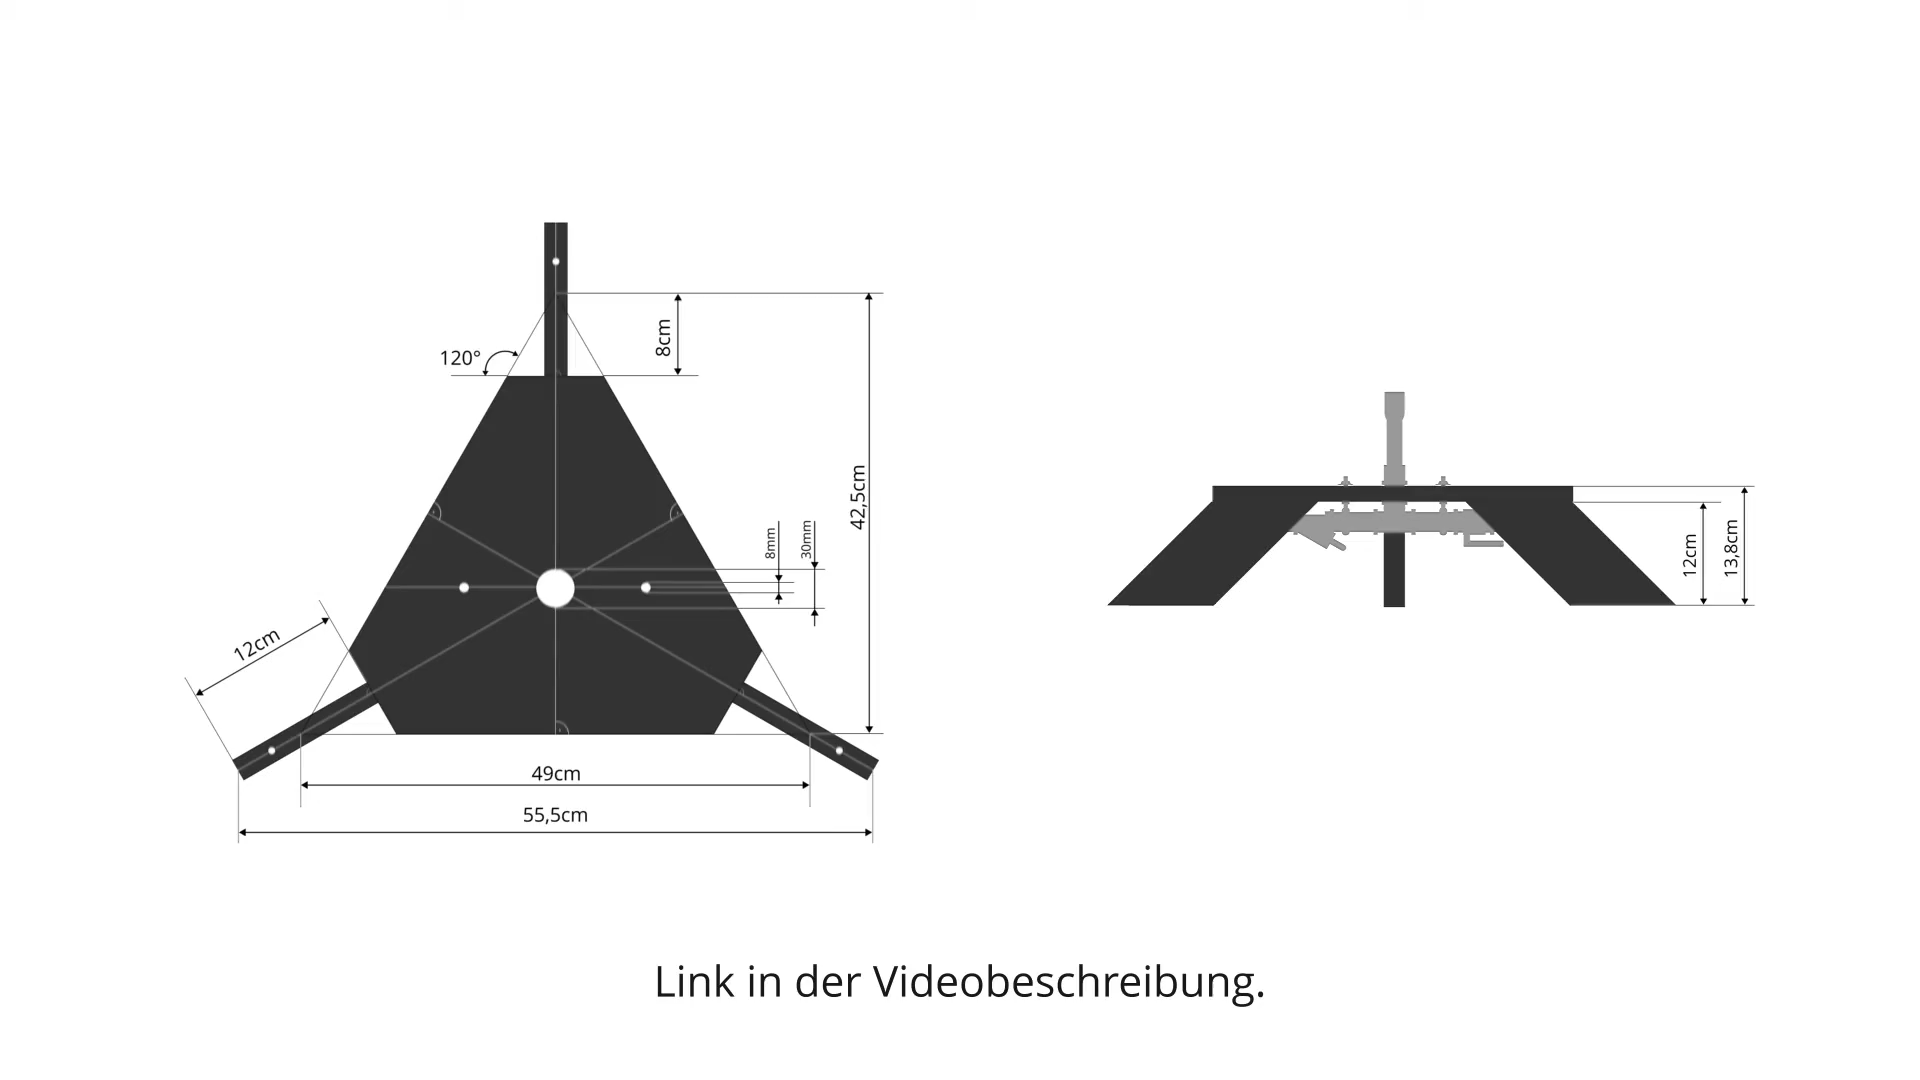 120°
8cm
42,5cm
8mm
30mm
12cm
49cm
55,5cm
12cm
13,8cm
Link in der Videobeschreibung.